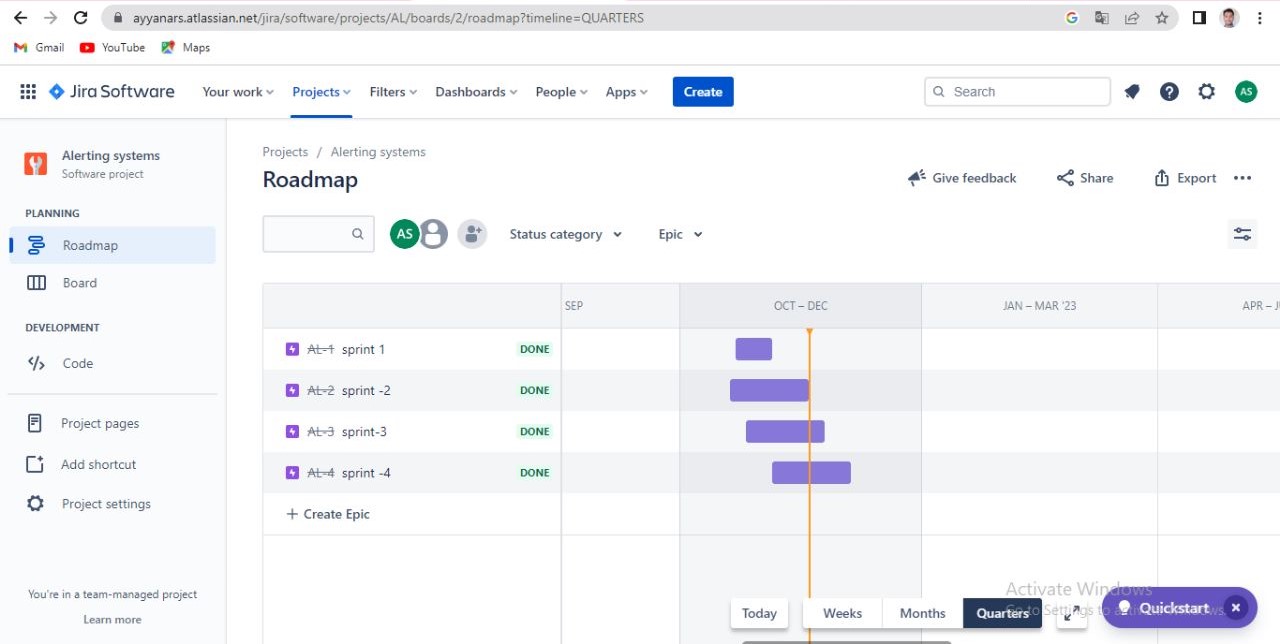 ayyanars.atlassian.net/jira/software/projects/AL/boards/2/roadmap?timeline=QUARTERS
Gmail YouTube Maps
Jira Software Your work Projects Filters Dashboards People Apps Create Search AS
Alerting systems
Software project
PLANNING
Roadmap
Board
DEVELOPMENT
Code
Project pages
Add shortcut
Project settings
You're in a team-managed project
Learn more
Projects / Alerting systems
Roadmap
Give feedback Share Export
AS Status category Epic
SEP OCT – DEC JAN – MAR '23 APR –
AL-1 sprint 1 DONE
AL-2 sprint -2 DONE
AL-3 sprint-3 DONE
AL-4 sprint -4 DONE
+ Create Epic
Activate Windows
Go to Settings to
Today Weeks Months Quarters Quickstart